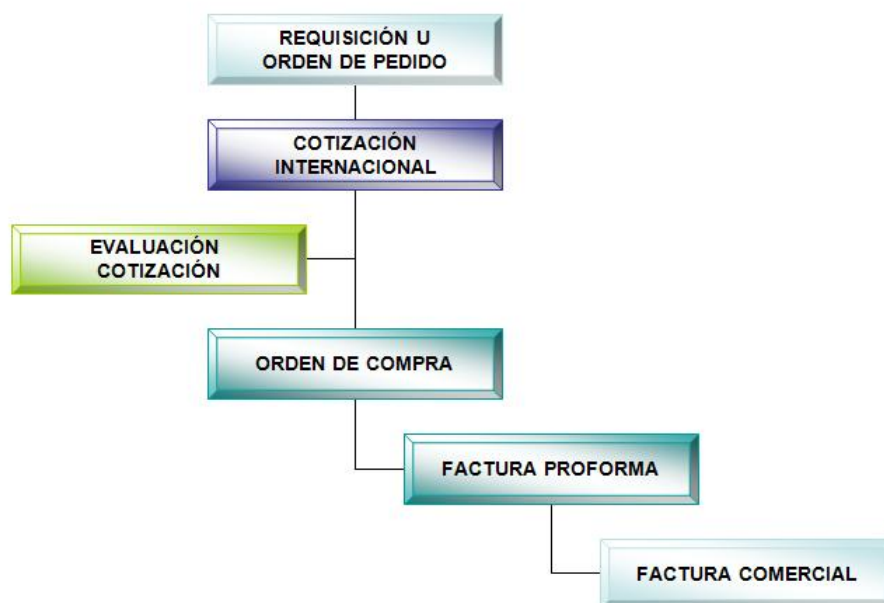 REQUISICIÓN U
ORDEN DE PEDIDO
COTIZACIÓN
INTERNACIONAL
EVALUACIÓN
COTIZACIÓN
ORDEN DE COMPRA
FACTURA PROFORMA
FACTURA COMERCIAL